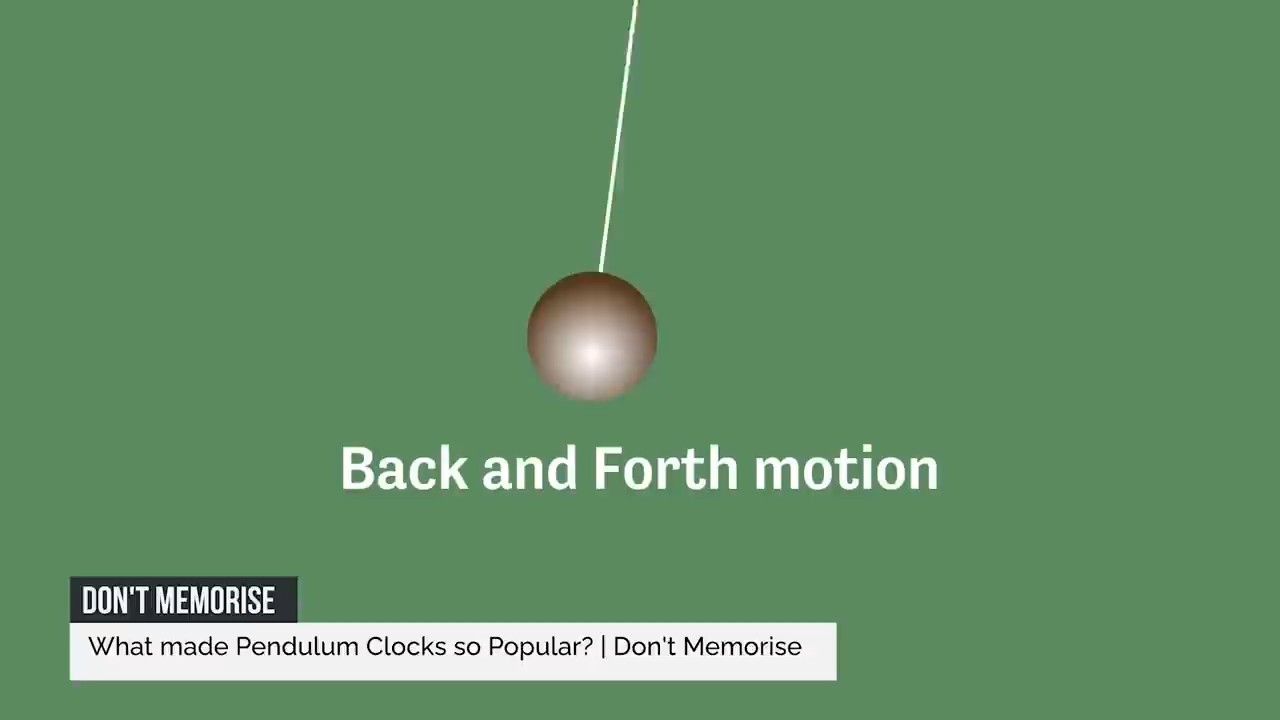 Back and Forth motion
DON'T MEMORISE
What made Pendulum Clocks so Popular? | Don't Memorise